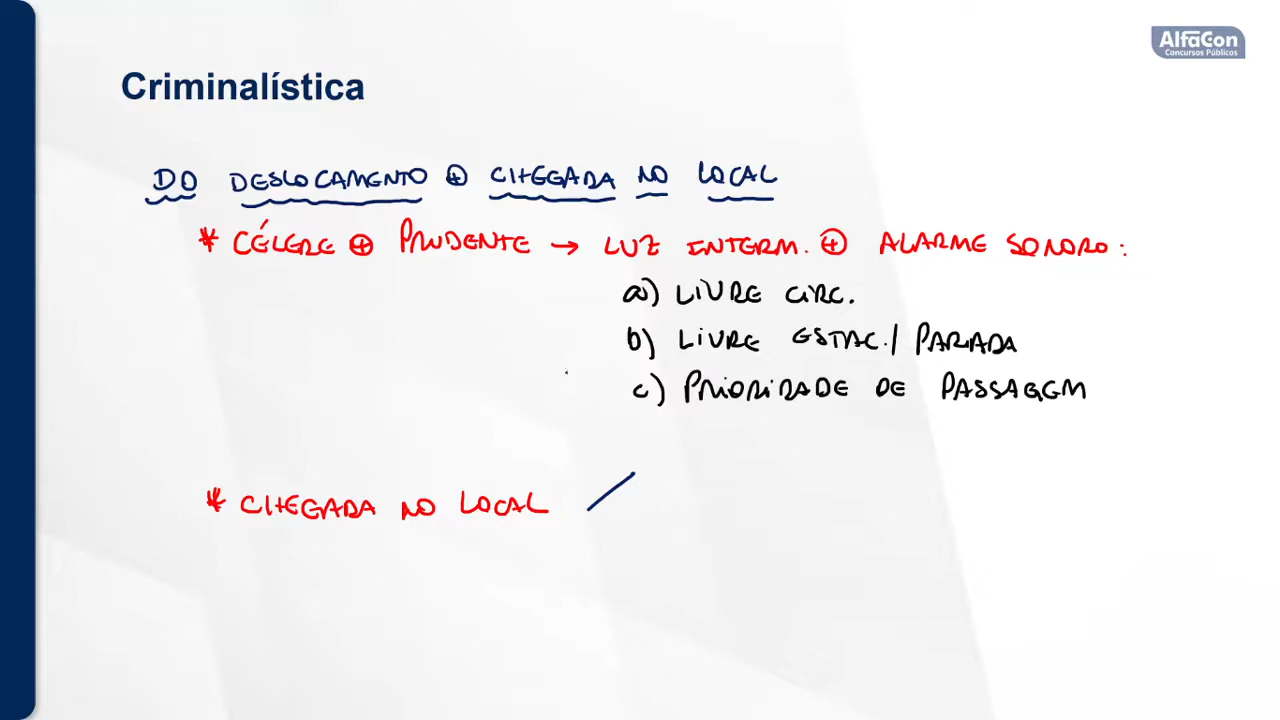 AlfaCon
Concursos Públicos
Criminalística
DO DESLOCAMENTO ⊕ CHEGADA NO LOCAL
* CÉLERE ⊕ PRUDENTE → LUZ INTERM. ⊕ ALARME SONORO:
a) LIVRE CIRC.
b) LIVRE ESTAC./ PARADA
c) PRIORIDADE DE PASSAGEM
* CHEGADA NO LOCAL